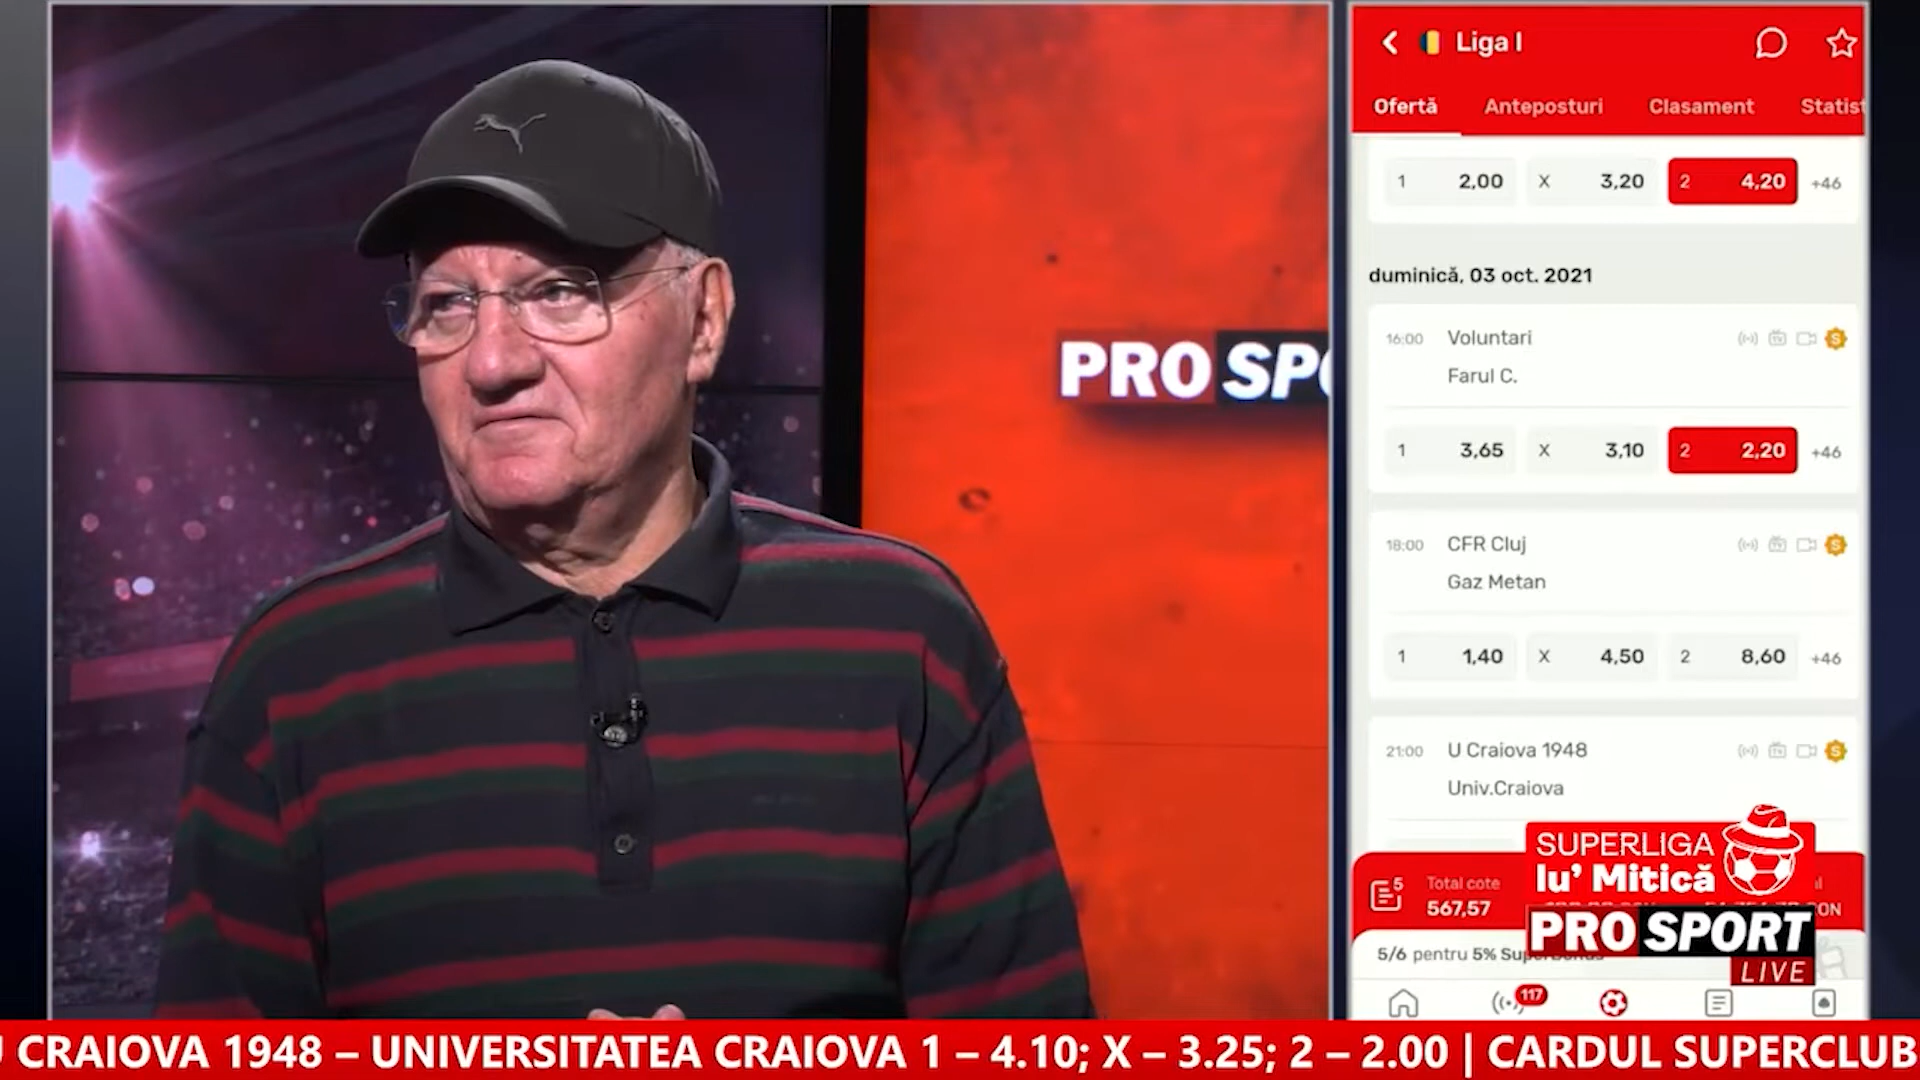 PRO SPO
Liga I
Ofertă Anteposturi Clasament Statist
1 2,00 X 3,20 2 4,20 +46
duminică, 03 oct. 2021
16:00 Voluntari
Farul C.
1 3,65 X 3,10 2 2,20 +46
18:00 CFR Cluj
Gaz Metan
1 1,40 X 4,50 2 8,60 +46
21:00 U Craiova 1948
Univ.Craiova
SUPERLIGA
lu' Mitică
5 Total cote
567,57
PRO SPORT
LIVE
5/6 pentru 5% SuperBonus
117
U CRAIOVA 1948 – UNIVERSITATEA CRAIOVA 1 – 4.10; X – 3.25; 2 – 2.00 | CARDUL SUPERCLUB